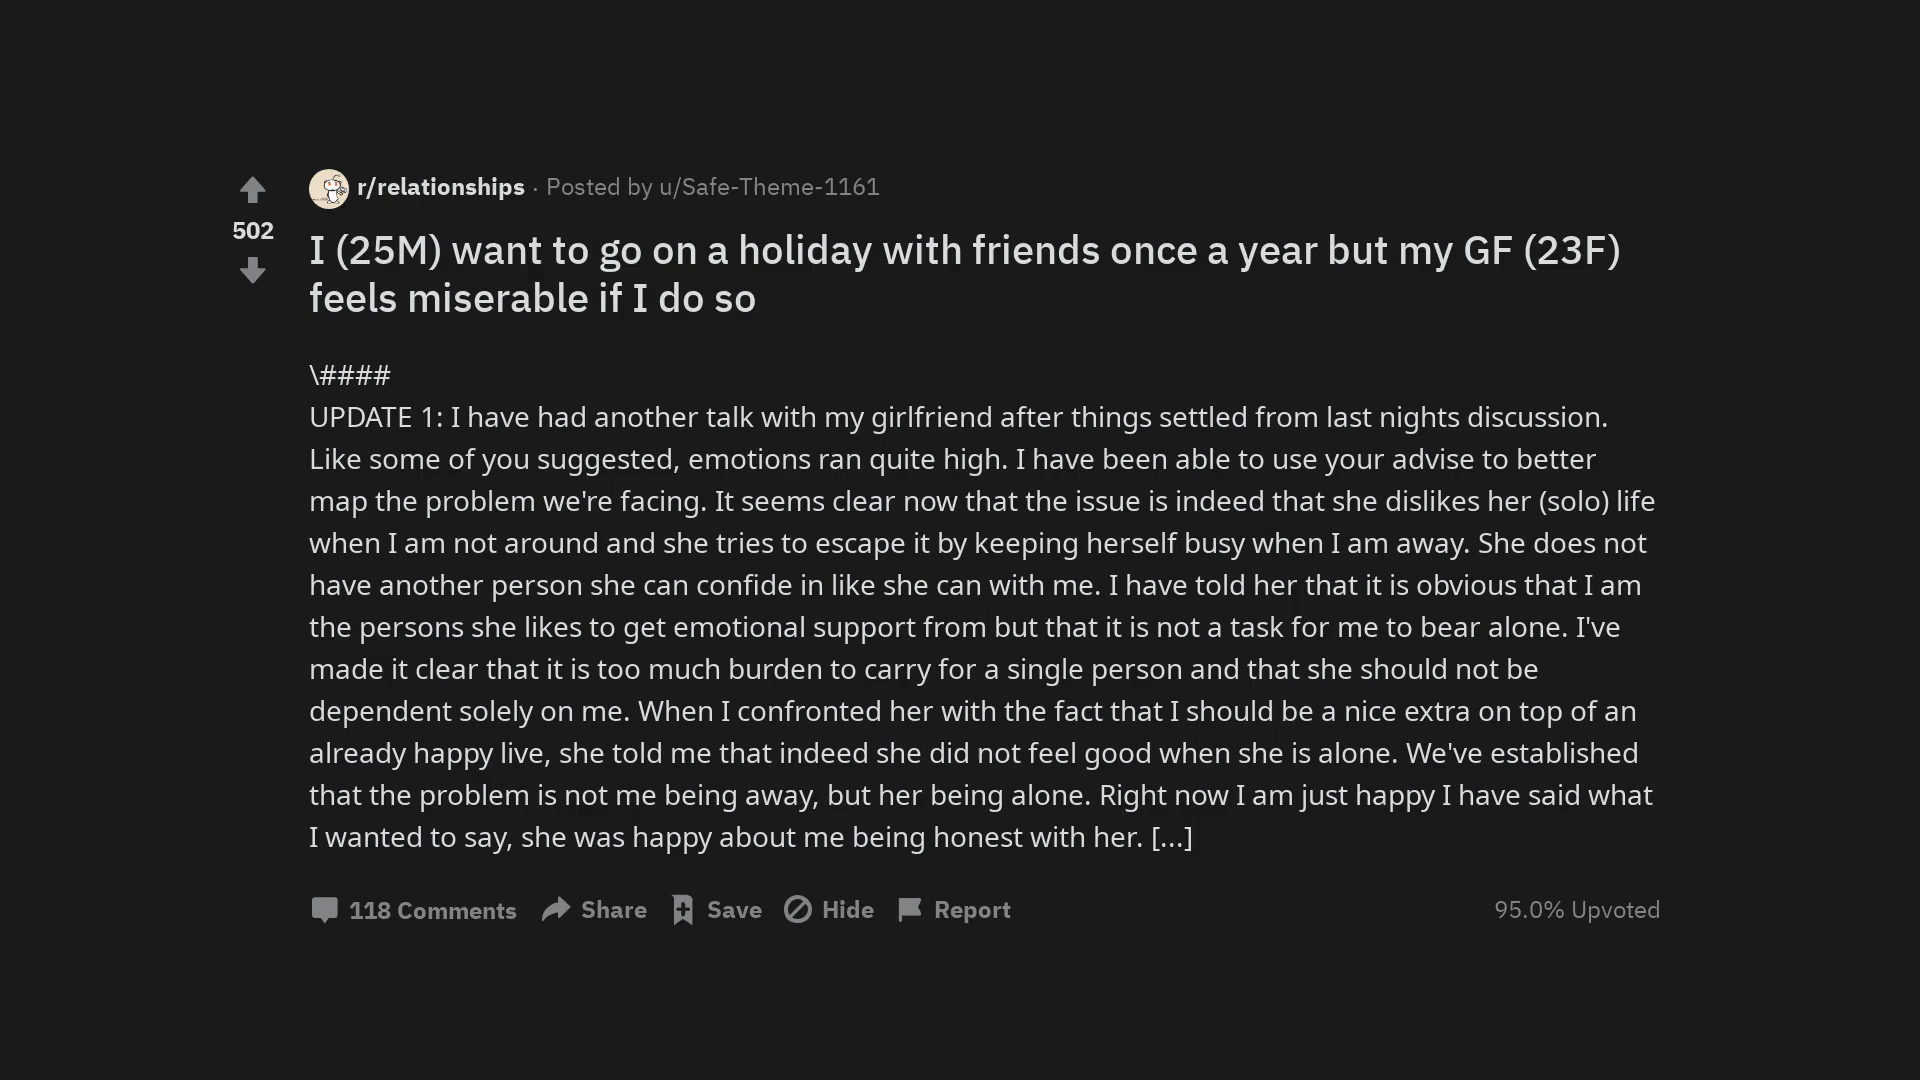 r/relationships · Posted by u/Safe-Theme-1161
502
I (25M) want to go on a holiday with friends once a year but my GF (23F)
feels miserable if I do so
\####
UPDATE 1: I have had another talk with my girlfriend after things settled from last nights discussion.
Like some of you suggested, emotions ran quite high. I have been able to use your advise to better
map the problem we're facing. It seems clear now that the issue is indeed that she dislikes her (solo) life
when I am not around and she tries to escape it by keeping herself busy when I am away. She does not
have another person she can confide in like she can with me. I have told her that it is obvious that I am
the persons she likes to get emotional support from but that it is not a task for me to bear alone. I've
made it clear that it is too much burden to carry for a single person and that she should not be
dependent solely on me. When I confronted her with the fact that I should be a nice extra on top of an
already happy live, she told me that indeed she did not feel good when she is alone. We've established
that the problem is not me being away, but her being alone. Right now I am just happy I have said what
I wanted to say, she was happy about me being honest with her. [...]
118 Comments Share Save Hide Report 95.0% Upvoted